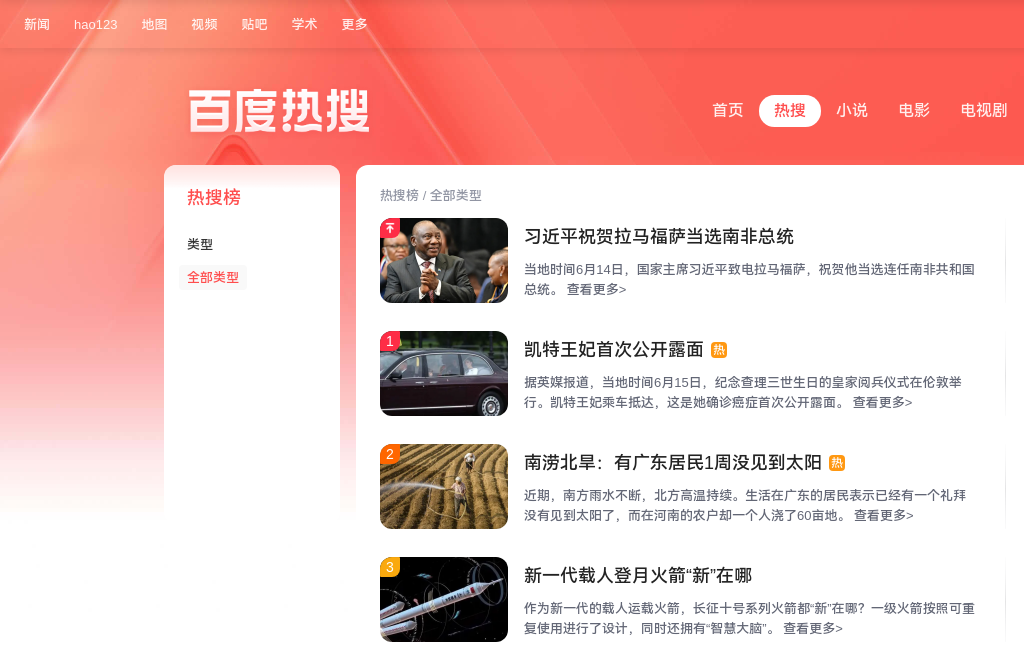 新闻 hao123 地图 视频 贴吧 学术 更多
百度热搜
首页 热搜 小说 电影 电视剧
热搜榜
类型
全部类型
热搜榜 / 全部类型
习近平祝贺拉马福萨当选南非总统
当地时间6月14日，国家主席习近平致电拉马福萨，祝贺他当选连任南非共和国
总统。 查看更多>
1
凯特王妃首次公开露面 热
据英媒报道，当地时间6月15日，纪念查理三世生日的皇家阅兵仪式在伦敦举
行。凯特王妃乘车抵达，这是她确诊癌症首次公开露面。 查看更多>
2
南涝北旱：有广东居民1周没见到太阳 热
近期，南方雨水不断，北方高温持续。生活在广东的居民表示已经有一个礼拜
没有见到太阳了，而在河南的农户却一个人浇了60亩地。 查看更多>
3
新一代载人登月火箭“新”在哪
作为新一代的载人运载火箭，长征十号系列火箭都“新”在哪？一级火箭按照可重
复使用进行了设计，同时还拥有“智慧大脑”。 查看更多>